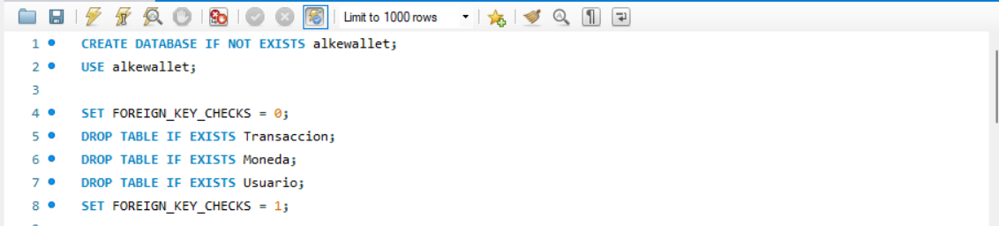 Limit to 1000 rows
1 CREATE DATABASE IF NOT EXISTS alkewallet;
2 USE alkewallet;
3
4 SET FOREIGN_KEY_CHECKS = 0;
5 DROP TABLE IF EXISTS Transaccion;
6 DROP TABLE IF EXISTS Moneda;
7 DROP TABLE IF EXISTS Usuario;
8 SET FOREIGN_KEY_CHECKS = 1;